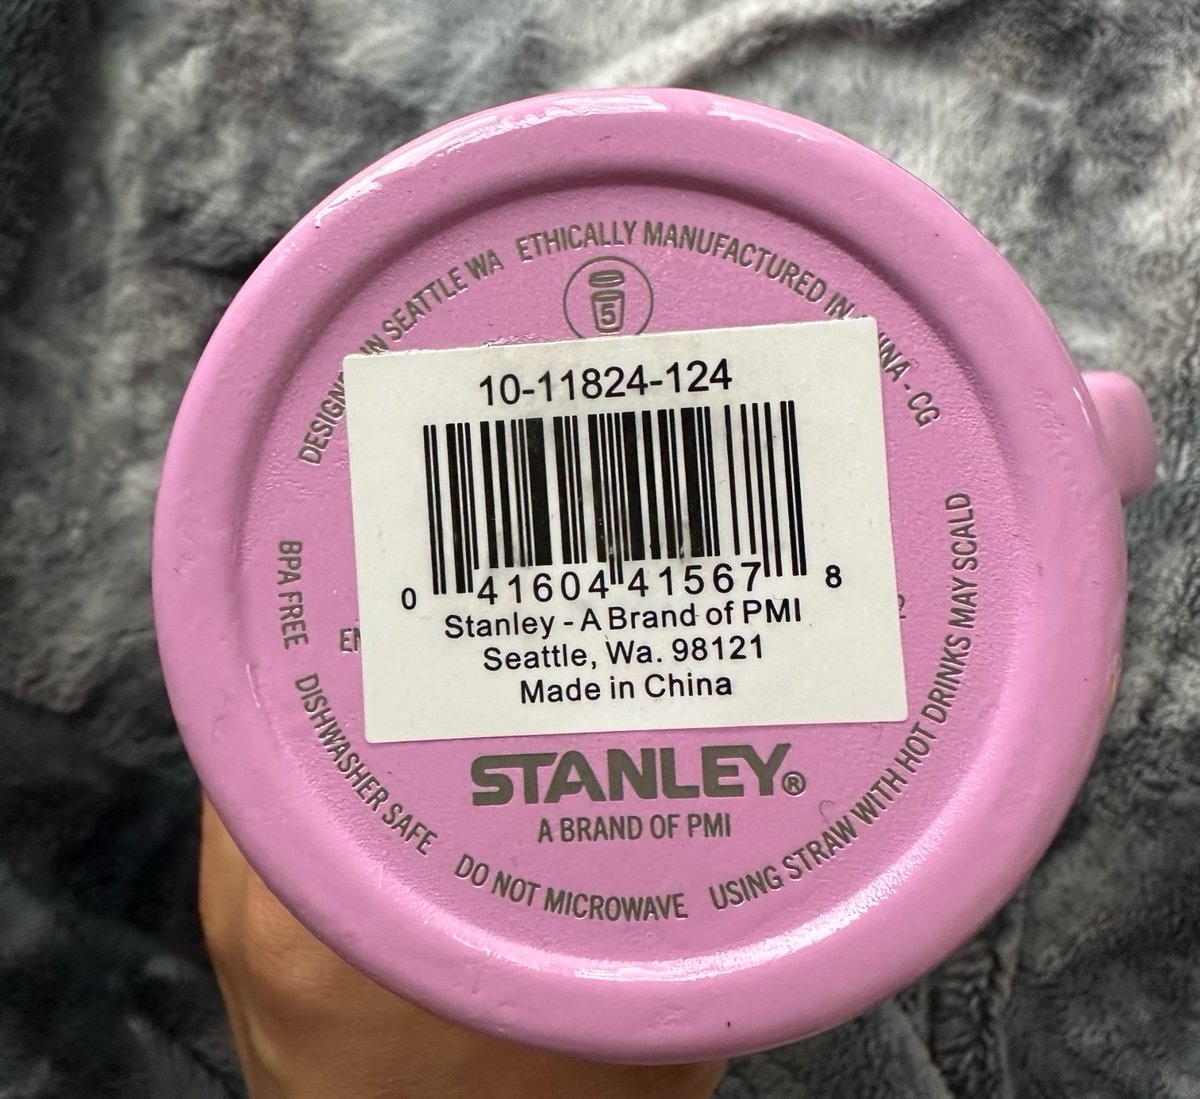 DESIGN IN SEATTLE WA
ETHICALLY MANUFACTURED IN CHINA - CG
5
10-11824-124
0 41604 41567 8
Stanley - A Brand of PMI
Seattle, Wa. 98121
Made in China
STANLEY®
A BRAND OF PMI
BPA FREE
DISHWASHER SAFE
DO NOT MICROWAVE
USING STRAW WITH HOT DRINKS MAY SCALD